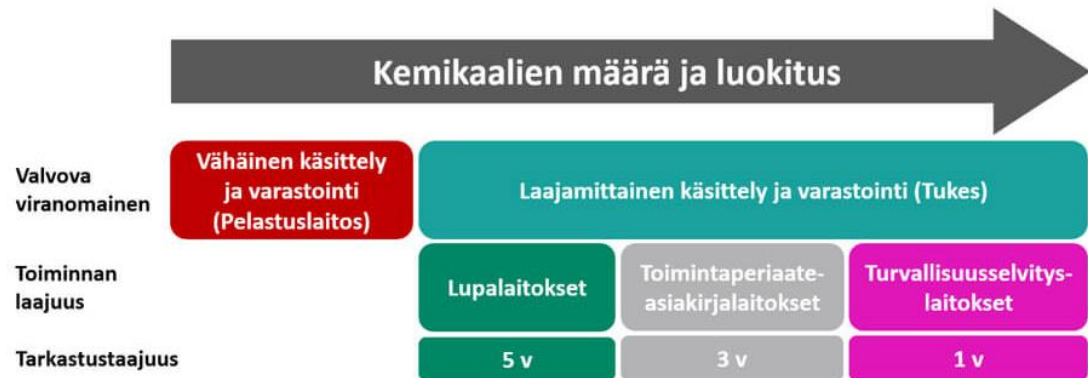 Kemikaalien määrä ja luokitus
Valvova
viranomainen
Vähäinen käsittely
ja varastointi
(Pelastuslaitos)
Laajamittainen käsittely ja varastointi (Tukes)
Toiminnan
laajuus
Lupalaitokset
Toimintaperiaate-
asiakirjalaitokset
Turvallisuusselvitys-
laitokset
Tarkastustaajuus
5 v
3 v
1 v